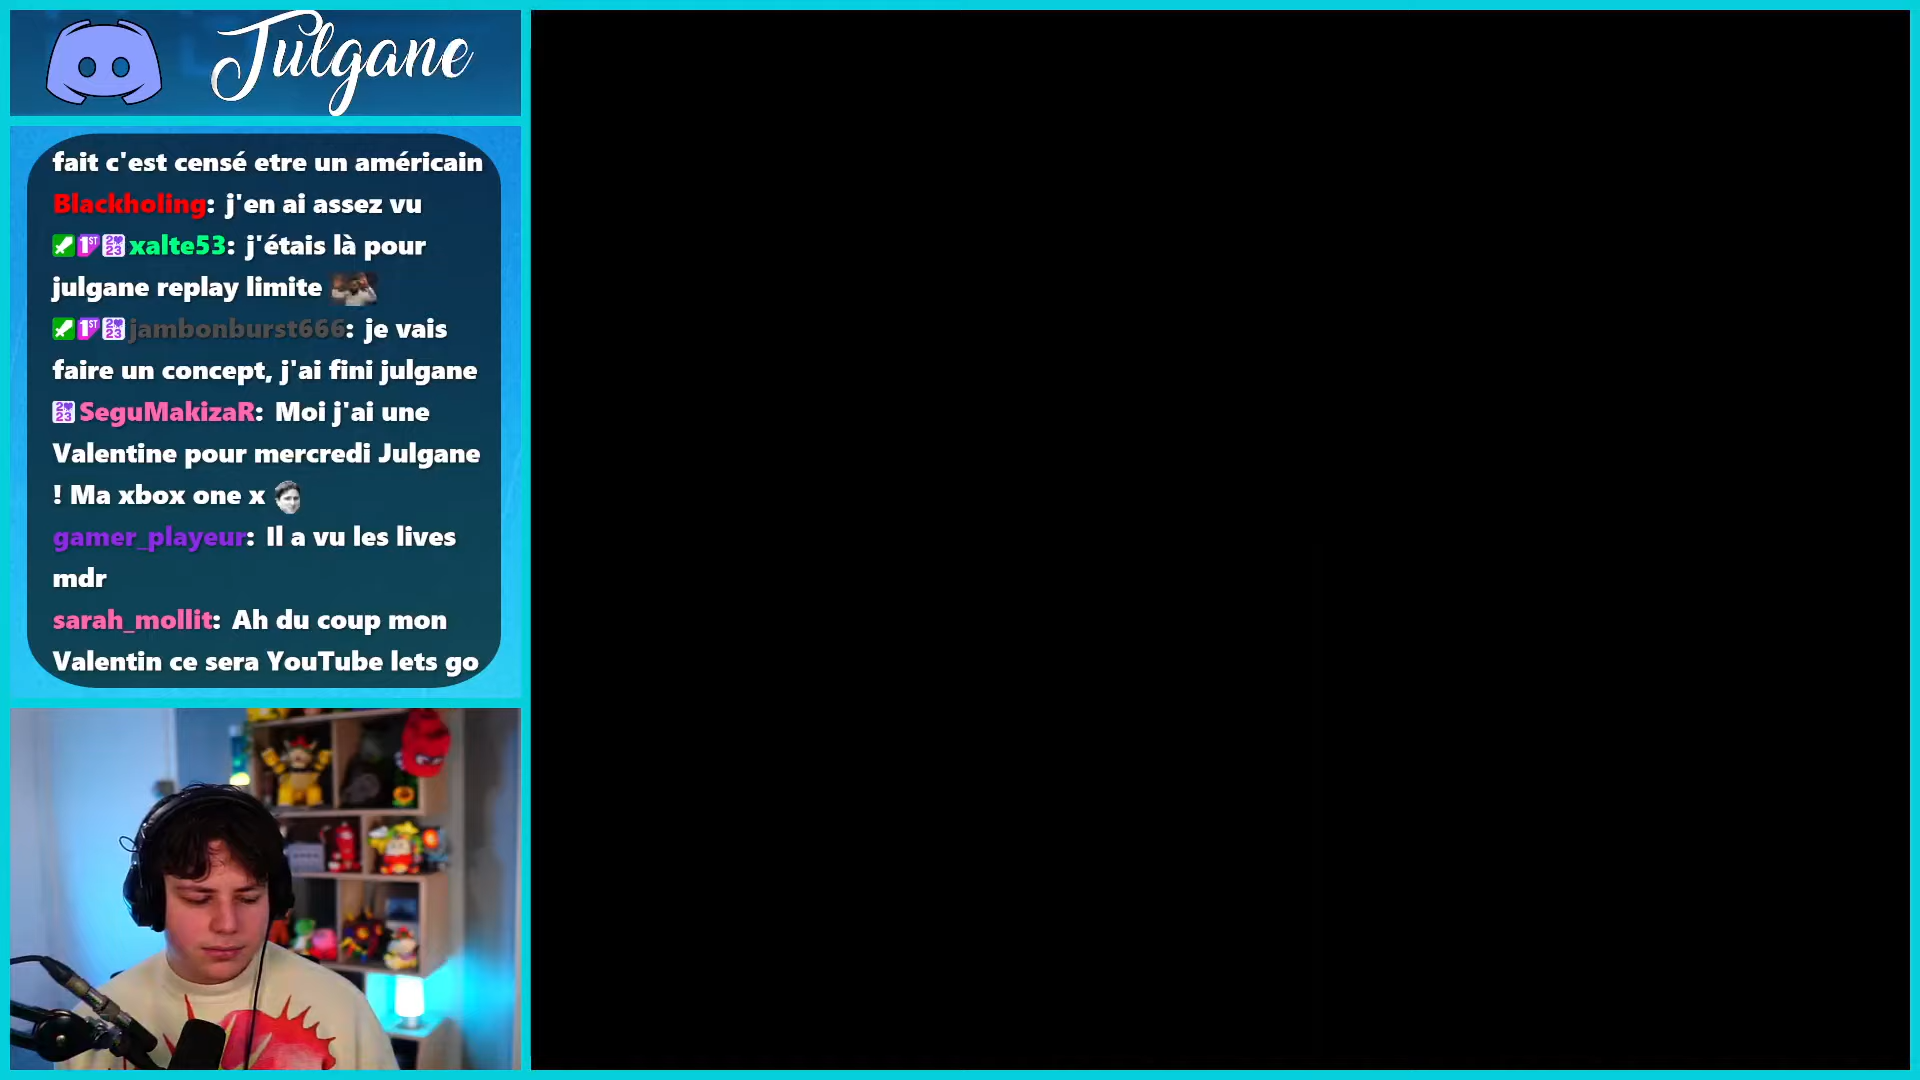 Julgane
fait c'est censé etre un américain
Blackholing: j'en ai assez vu
xalte53: j'étais là pour
julgane replay limite
jambonburst666: je vais
faire un concept, j'ai fini julgane
SeguMakizaR: Moi j'ai une
Valentine pour mercredi Julgane
! Ma xbox one x
gamer_playeur: Il a vu les lives
mdr
sarah_mollit: Ah du coup mon
Valentin ce sera YouTube lets go